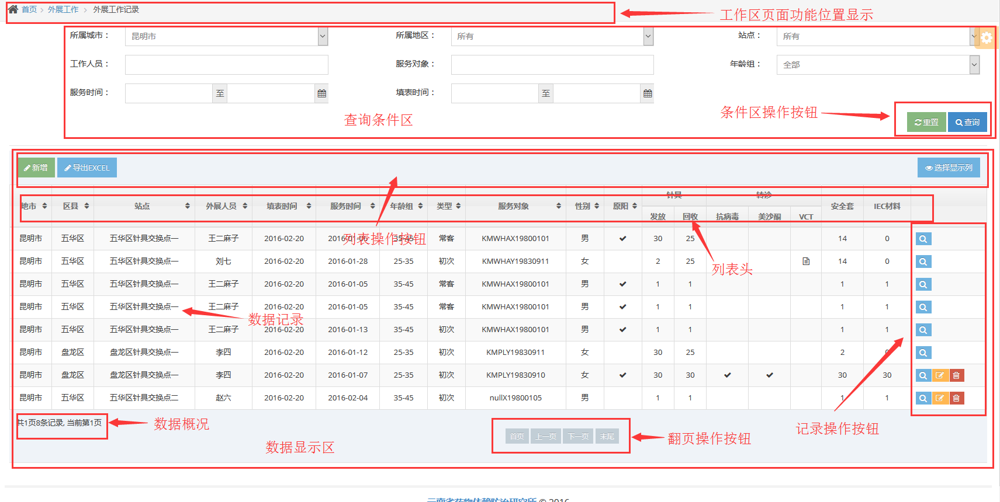 首页 > 外展工作 > 外展工作记录
工作区页面功能位置显示
所属城市： 昆明市 所属地区： 所有 站点： 所有
工作人员： 服务对象： 年龄组： 全部
服务时间： 至 填表时间： 至
查询条件区
条件区操作按钮
重置 查询
新增 导出EXCEL 选择显示列
针具 转诊
地市 区县 站点 外展人员 填表时间 服务时间 年龄组 类型 服务对象 性别 原阳 安全套 IEC材料
发放 回收 抗病毒 美沙酮 VCT
列表操作按钮
昆明市 五华区 五华区针具交换点一 王二麻子 2016-02-20 2016-01-06 35-45 常客 KMWHAX19800101 男 ✔ 30 25 14 0
昆明市 五华区 五华区针具交换点一 刘七 2016-02-20 2016-01-28 25-35 初次 KMWHAY19830911 女 2 25 14 0
列表头
昆明市 五华区 五华区针具交换点一 王二麻子 2016-02-20 2016-01-05 35-45 常客 KMWHAX19800101 男 ✔ 1 1 1 1
昆明市 五华区 五华区针具交换点一 王二麻子 2016-02-20 2016-01-05 35-45 常客 KMWHAX19800101 男 ✔ 1 1 1 1
数据记录
昆明市 五华区 五华区针具交换点一 王二麻子 2016-02-20 2016-01-13 35-45 初次 KMWHAX19800101 男 ✔ 1 1 1 1
昆明市 盘龙区 盘龙区针具交换点一 李四 2016-02-20 2016-01-12 25-35 初次 KMPLY19830911 女 30 25 2 0
昆明市 盘龙区 盘龙区针具交换点一 李四 2016-02-20 2016-01-07 25-35 初次 KMPLY19830910 女 ✔ 30 30 ✔ ✔ 30 30
昆明市 五华区 五华区针具交换点二 赵六 2016-02-20 2016-02-04 35-45 初次 nullX19800105 男 1 1 1 1
共1页8条记录, 当前第1页
数据概况
首页 上一页 下一页 末尾
翻页操作按钮
记录操作按钮
数据显示区
云南省药物依赖防治研究所 © 2016